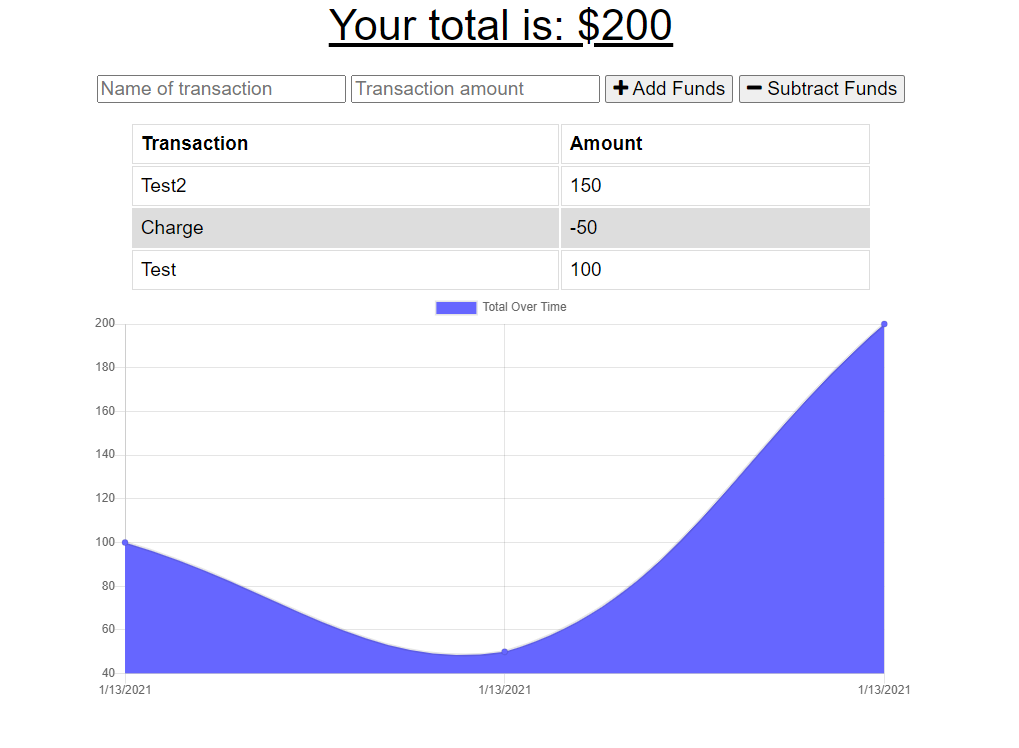 Your total is: $200
Name of transaction Transaction amount Add Funds Subtract Funds
Transaction Amount
Test2 150
Charge -50
Test 100
Total Over Time
200
180
160
140
120
100
80
60
40
1/13/2021 1/13/2021 1/13/2021